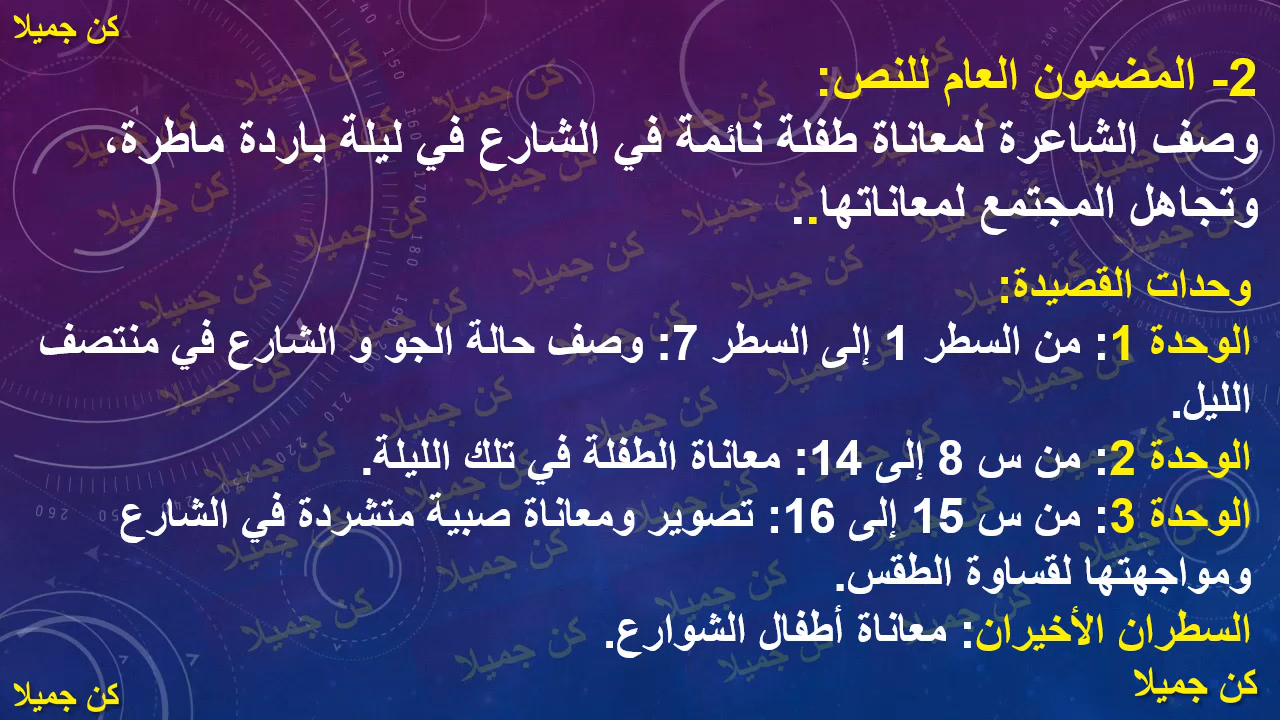 كن جميلا
2- المضمون العام للنص:
وصف الشاعرة لمعاناة طفلة نائمة في الشارع في ليلة باردة ماطرة،
وتجاهل المجتمع لمعاناتها..
وحدات القصيدة:
الوحدة 1: من السطر 1 إلى السطر 7: وصف حالة الجو و الشارع في منتصف
الليل.
الوحدة 2: من س 8 إلى 14: معاناة الطفلة في تلك الليلة.
الوحدة 3: من س 15 إلى 16: تصوير ومعاناة صبية متشردة في الشارع
ومواجهتها لقساوة الطقس.
السطران الأخيران: معاناة أطفال الشوارع.
كن جميلا
كن جميلا